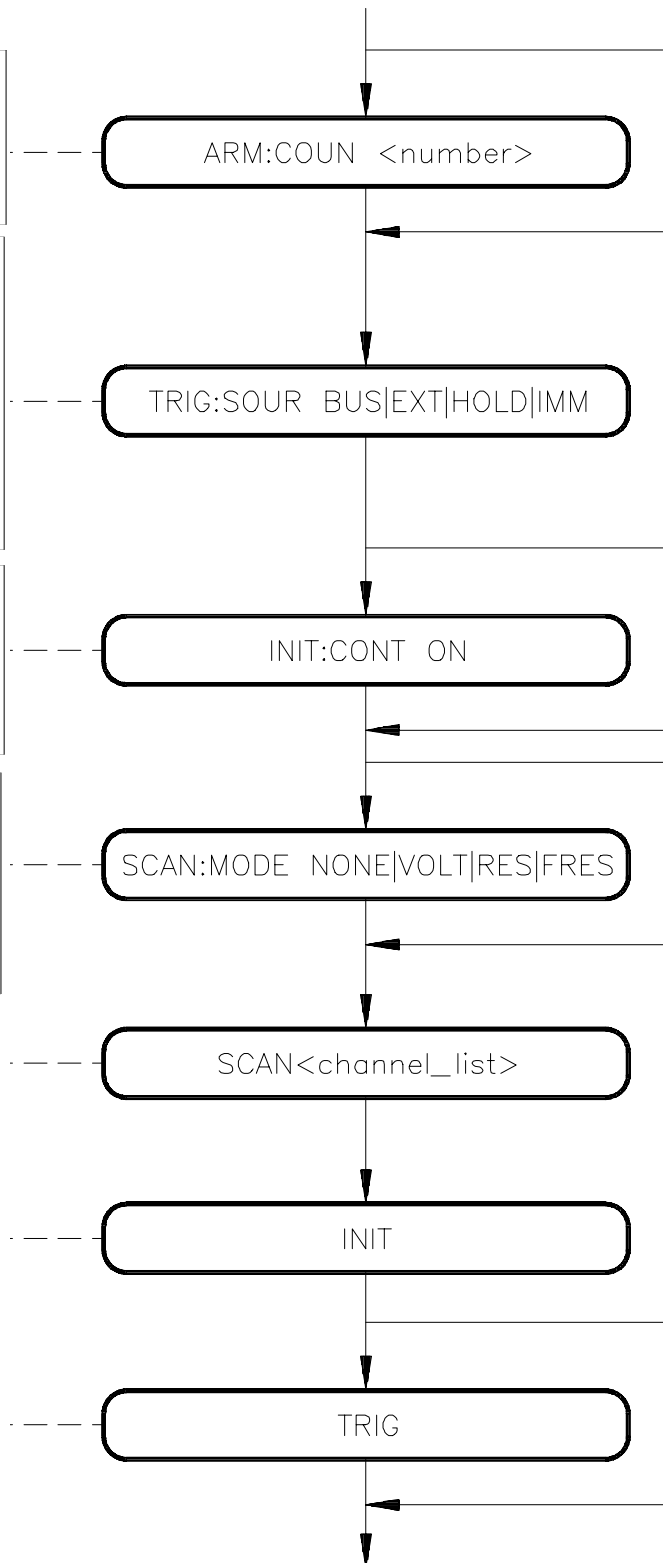 ARM:COUN <number>
TRIG:SOUR BUS|EXT|HOLD|IMM
INIT:CONT ON
SCAN:MODE NONE|VOLT|RES|FRES
SCAN<channel_list>
INIT
TRIG